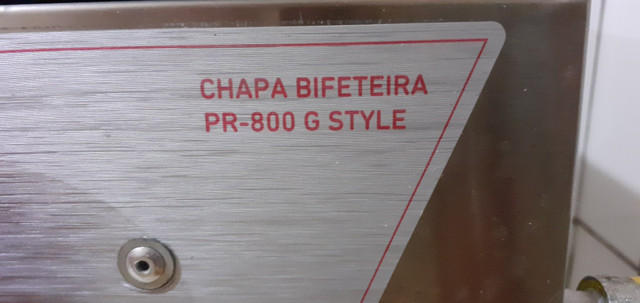 CHAPA BIFETEIRA
PR-800 G STYLE